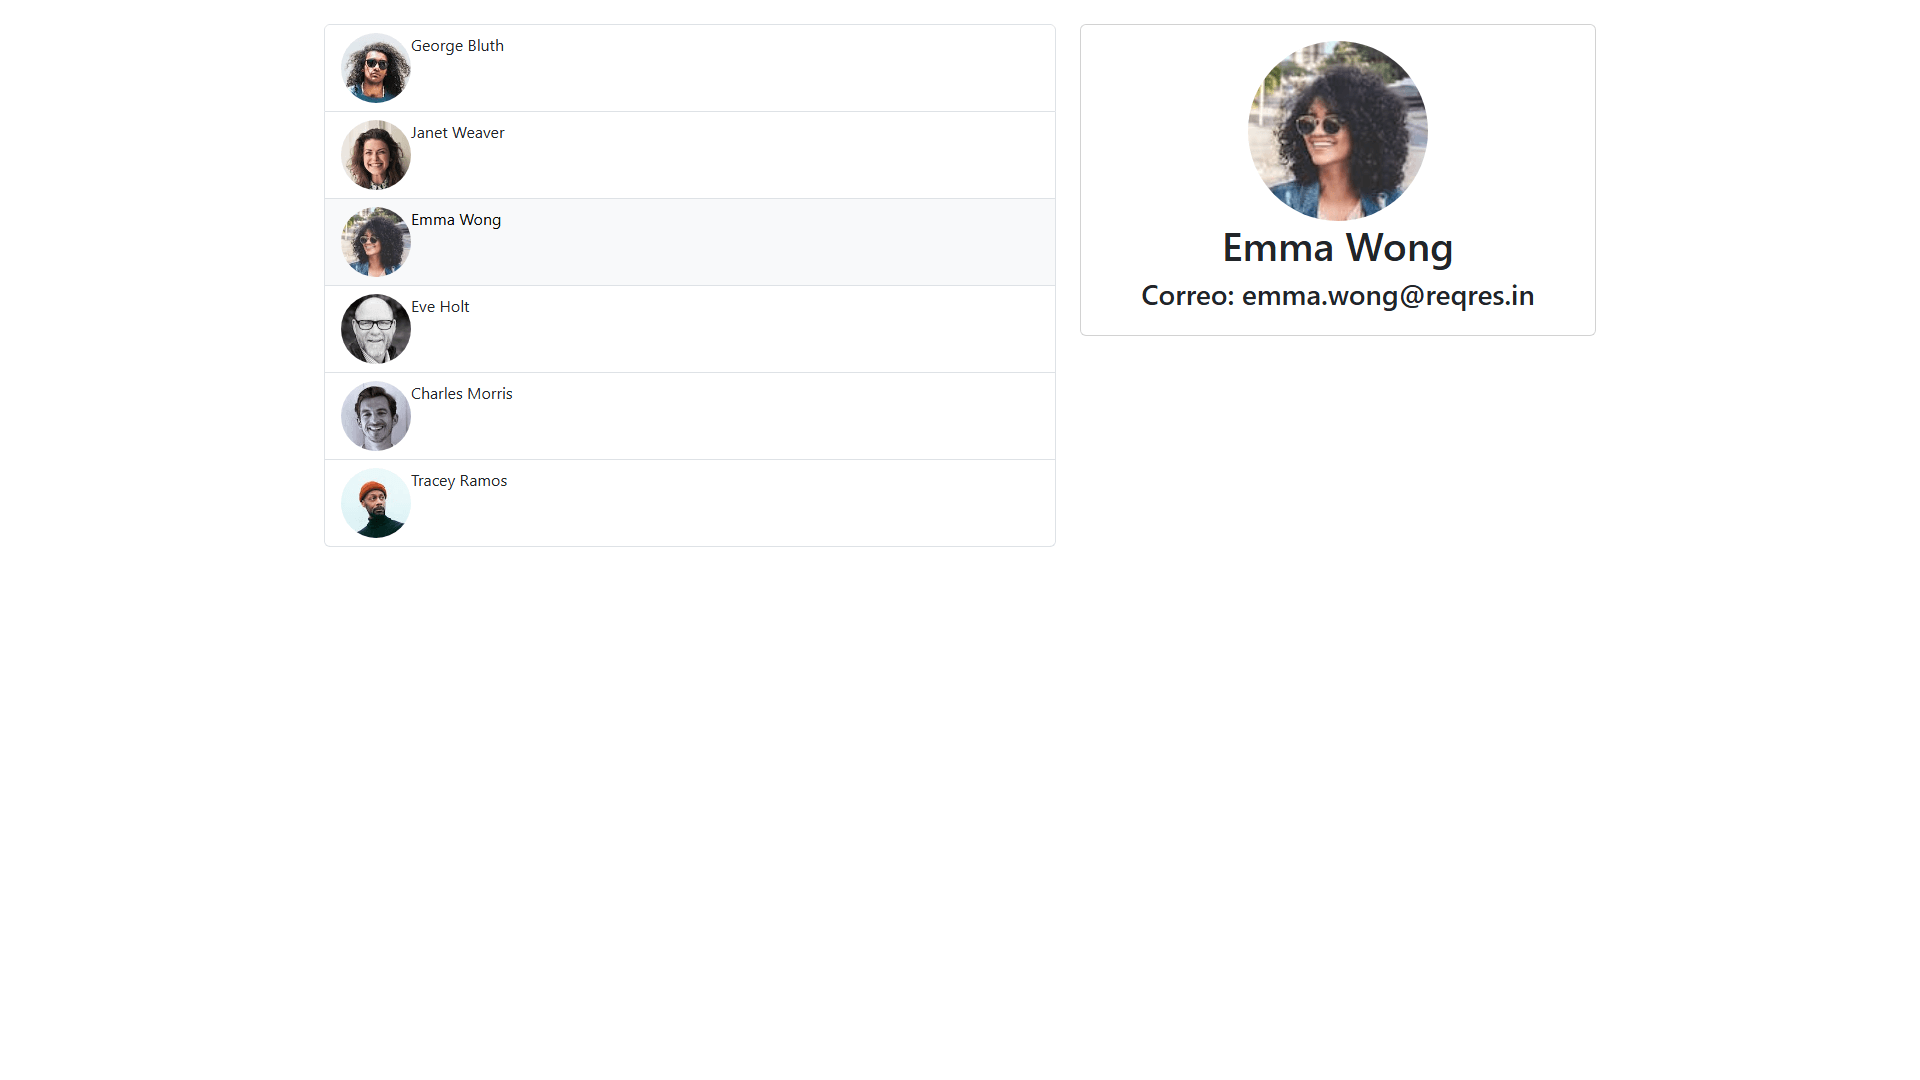 George Bluth
Janet Weaver
Emma Wong
Eve Holt
Charles Morris
Tracey Ramos
Emma Wong
Correo: emma.wong@reqres.in